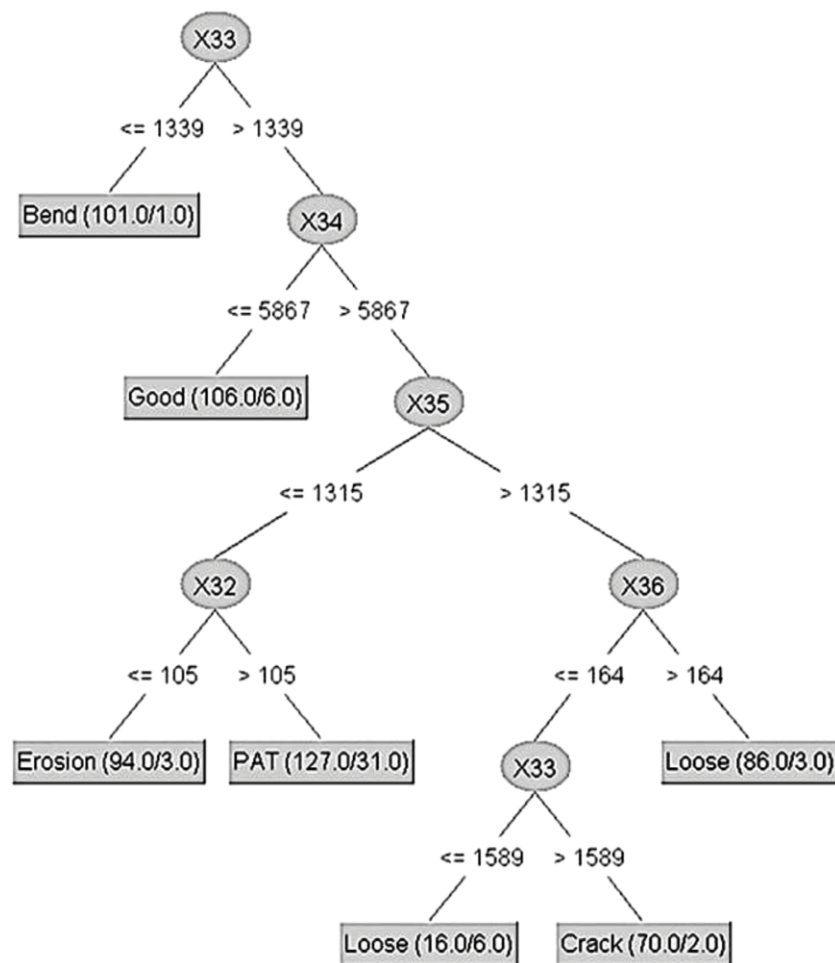 X33
<= 1339 > 1339
Bend (101.0/1.0) X34
<= 5867 > 5867
Good (106.0/6.0) X35
<= 1315 > 1315
X32 X36
<= 105 > 105 <= 164 > 164
Erosion (94.0/3.0) PAT (127.0/31.0) X33 Loose (86.0/3.0)
<= 1589 > 1589
Loose (16.0/6.0) Crack (70.0/2.0)